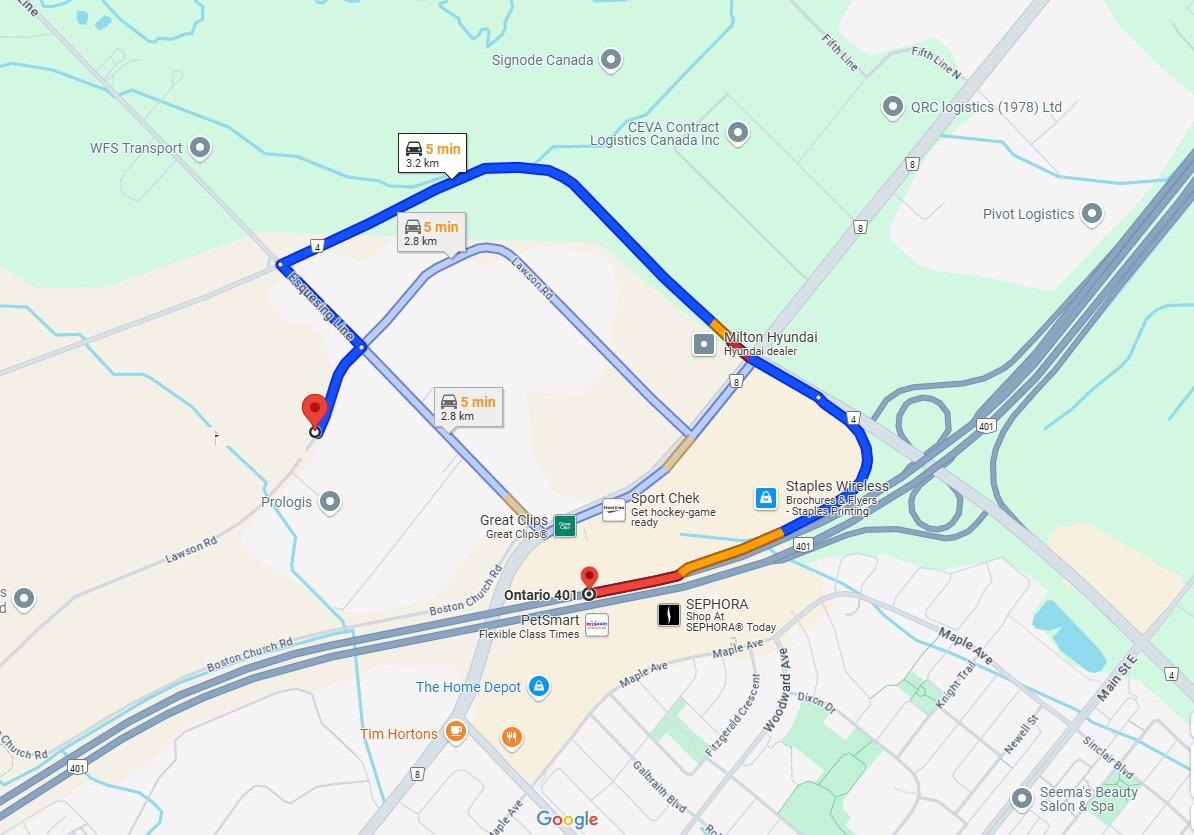 Line
Fifth Line
Fifth Line N
Signode Canada
QRC logistics (1978) Ltd
CEVA Contract
Logistics Canada Inc
WFS Transport
5 min
3.2 km
8
Pivot Logistics
5 min
2.8 km
8
4
Lawson Rd
Esquesing Line
Milton Hyundai
Hyundai dealer
8
5 min
2.8 km
4
401
Staples Wireless
Brochures & Flyers
- Staples Printing
Sport Chek
Get hockey-game
ready
Prologis
Great Clips
Great Clips®
Lawson Rd
401
Boston Church Rd
Ontario 401
SEPHORA
Shop At
SEPHORA® Today
PetSmart
Flexible Class Times
Boston Church Rd
Maple Ave
Maple Ave
Maple Ave
Main St E
4
The Home Depot
Fitzgerald Crescent
Woodward Ave
Dixon Dr
Knight Trail
Tim Hortons
Church Rd
401
8
Newell St
Sinclair Blvd
Galbraith Blvd
Maple Ave
Seema's Beauty
Salon & Spa
Google